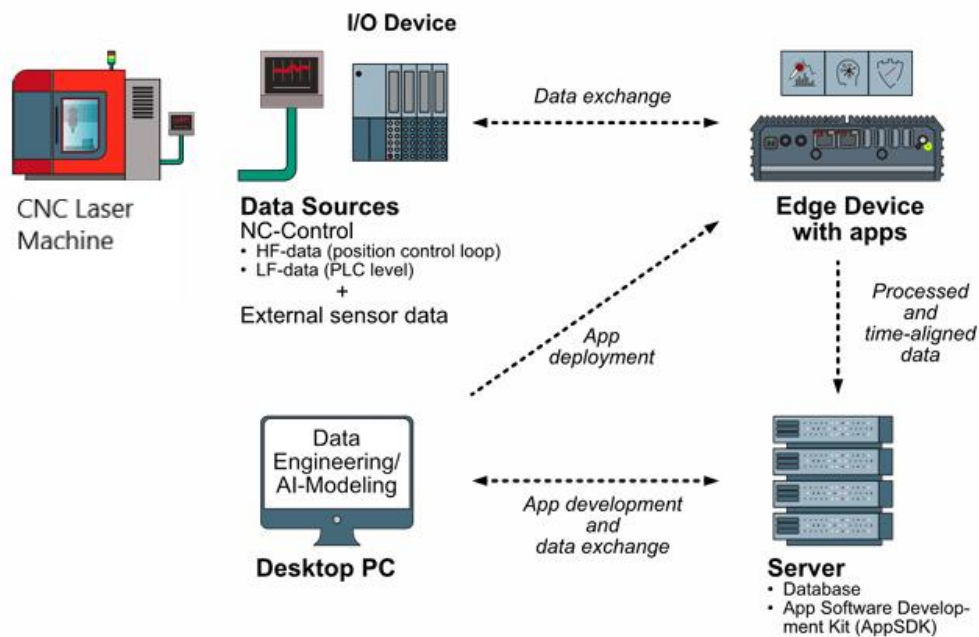 I/O Device
Data exchange
CNC Laser
Machine
Data Sources
NC-Control
• HF-data (position control loop)
• LF-data (PLC level)
+
External sensor data
Edge Device
with apps
App
deployment
Processed
and
time-aligned
data
Data
Engineering/
AI-Modeling
Desktop PC
App development
and
data exchange
Server
• Database
• App Software Develop-
ment Kit (AppSDK)